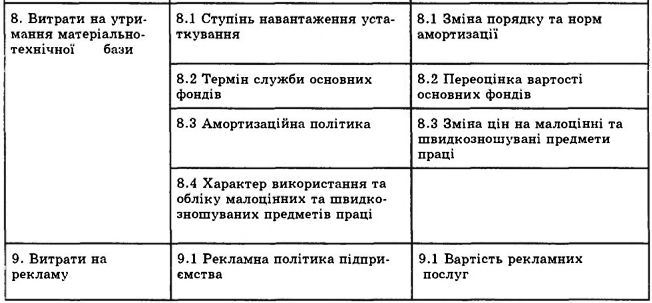 8. Витрати на утри-
мання матеріально-
технічної бази
8.1 Ступінь навантаження уста-
ткування
8.1 Зміна порядку та норм
амортизації
8.2 Термін служби основних
фондів
8.2 Переоцінка вартості
основних фондів
8.3 Амортизаційна політика
8.3 Зміна цін на малоцінні та
швидкозношувані предмети
праці
8.4 Характер використання та
обліку малоцінних та швидко-
зношуваних предметів праці
9. Витрати на
рекламу
9.1 Рекламна політика підпри-
ємства
9.1 Вартість рекламних
послуг